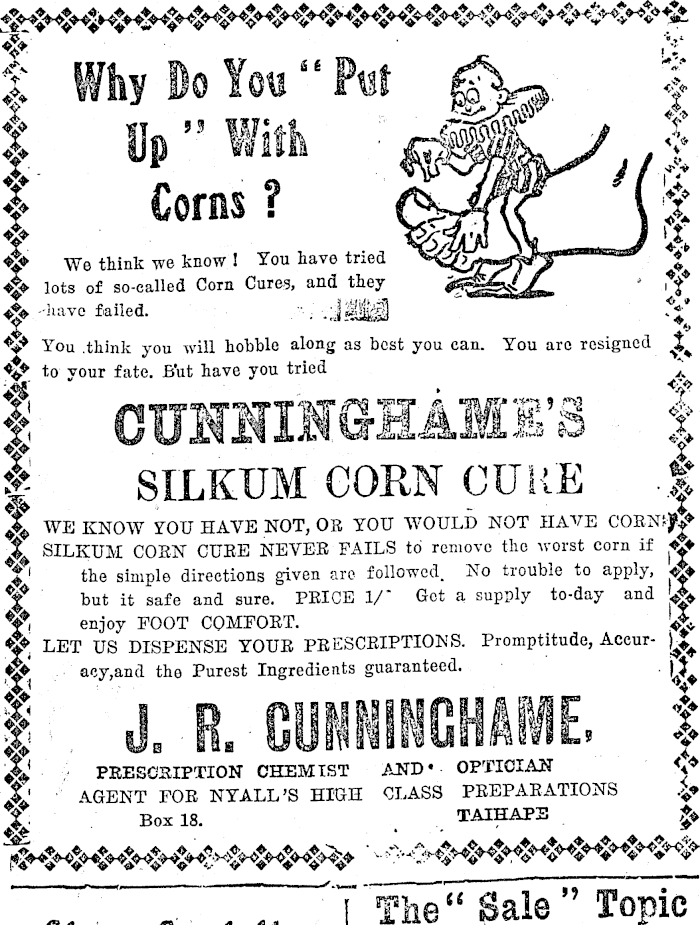 Why Do You “ Put
Up ” With
Corns ?
We think we know ! You have tried
lots of so-called Corn Cures, and they
have failed.
You think you will hobble along as best you can. You are resigned
to your fate. But have you tried
CUNNINGHAME'S
SILKUM CORN CURE
WE KNOW YOU HAVE NOT, OR YOU WOULD NOT HAVE CORNS,
SILKUM CORN CURE NEVER FAILS to remove the worst corn if
the simple directions given are followed. No trouble to apply,
but it safe and sure. PRICE 1/- Get a supply to-day and
enjoy FOOT COMFORT.
LET US DISPENSE YOUR PRESCRIPTIONS. Promptitude, Accur-
acy,and the Purest Ingredients guaranteed.
J. R. CUNNINGHAME,
PRESCRIPTION CHEMIST AND OPTICIAN
AGENT FOR NYALL'S HIGH CLASS PREPARATIONS
Box 18. TAIHAPE
The “ Sale ” Topic